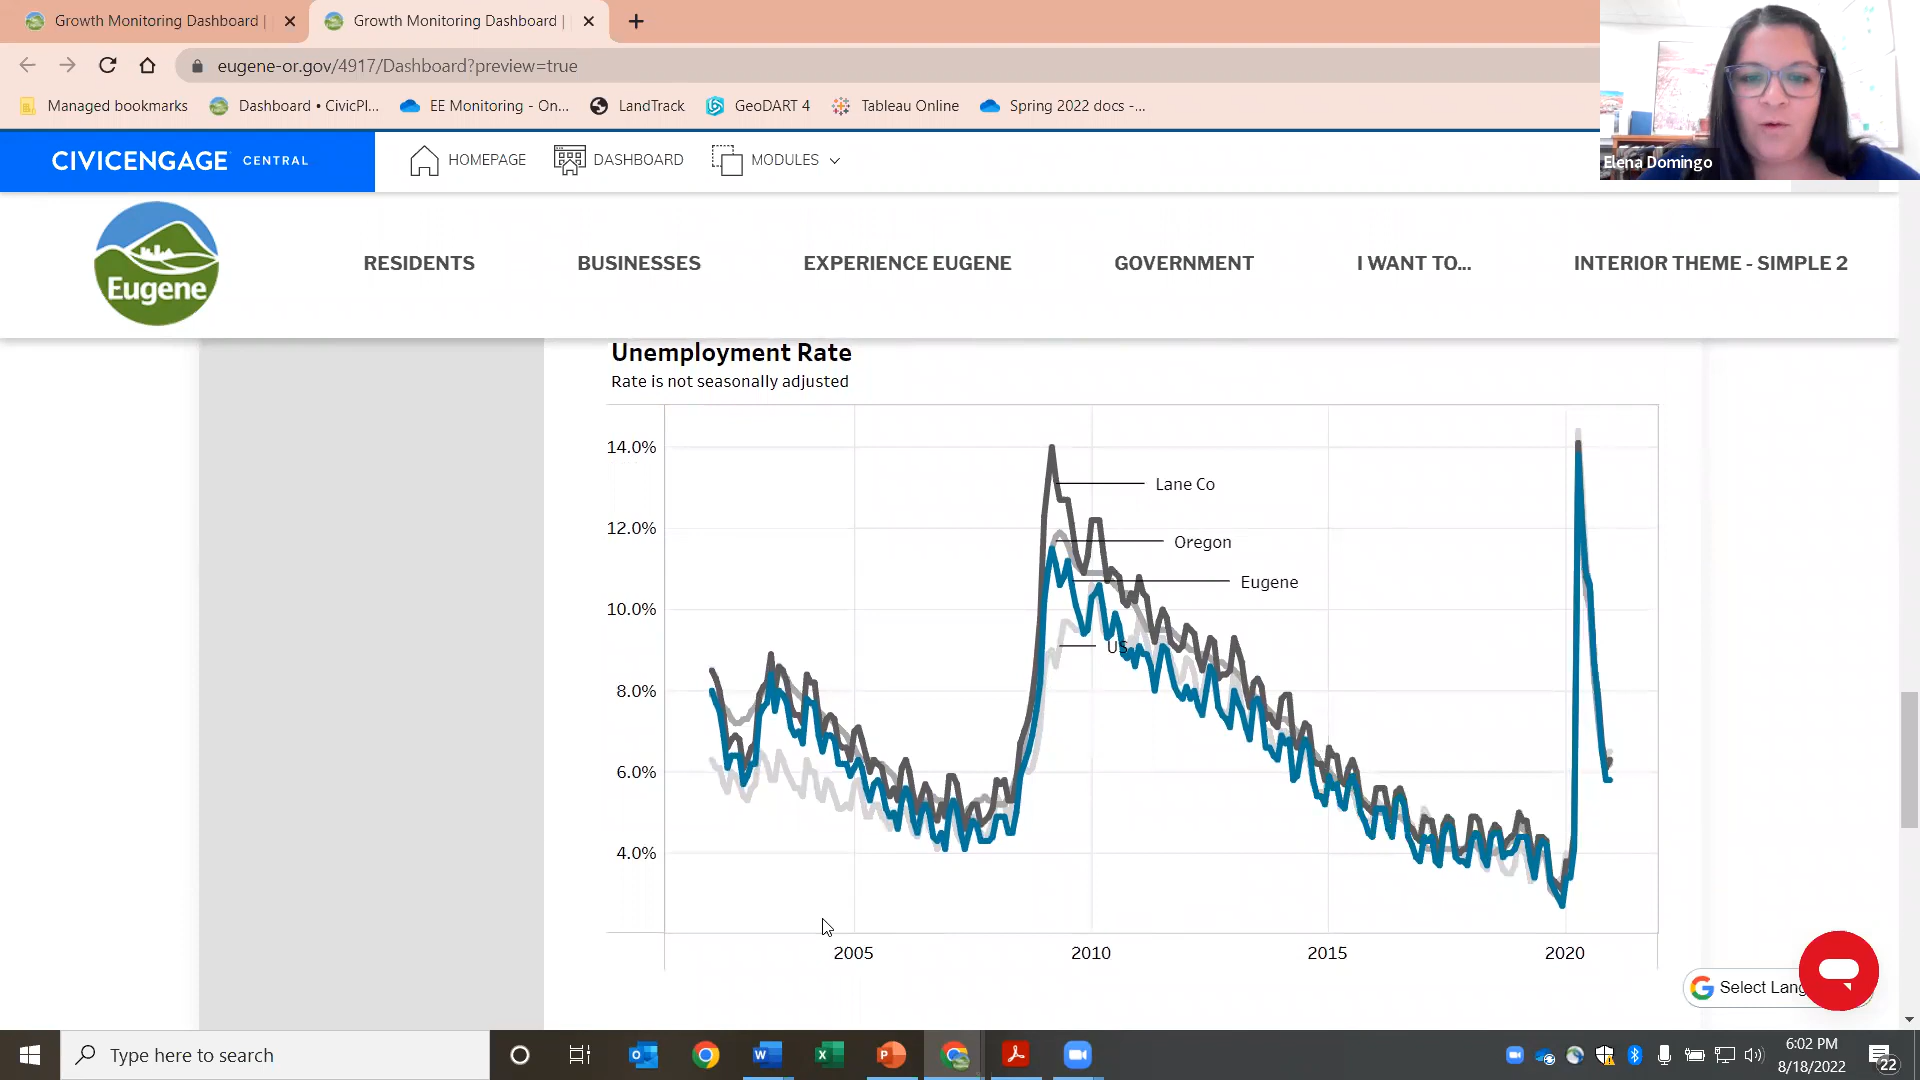 Growth Monitoring Dashboard |
Growth Monitoring Dashboard |
eugene-or.gov/4917/Dashboard?preview=true
Managed bookmarks
Dashboard • CivicPl...
EE Monitoring - On...
LandTrack
GeoDART 4
Tableau Online
Spring 2022 docs -...
Elena Domingo
CIVICENGAGE CENTRAL
HOMEPAGE
DASHBOARD
MODULES
Eugene
RESIDENTS
BUSINESSES
EXPERIENCE EUGENE
GOVERNMENT
I WANT TO...
INTERIOR THEME - SIMPLE 2
Unemployment Rate
Rate is not seasonally adjusted
14.0%
12.0%
10.0%
8.0%
6.0%
4.0%
Lane Co
Oregon
Eugene
US
2005
2010
2015
2020
Select Lang
Type here to search
6:02 PM
8/18/2022
22